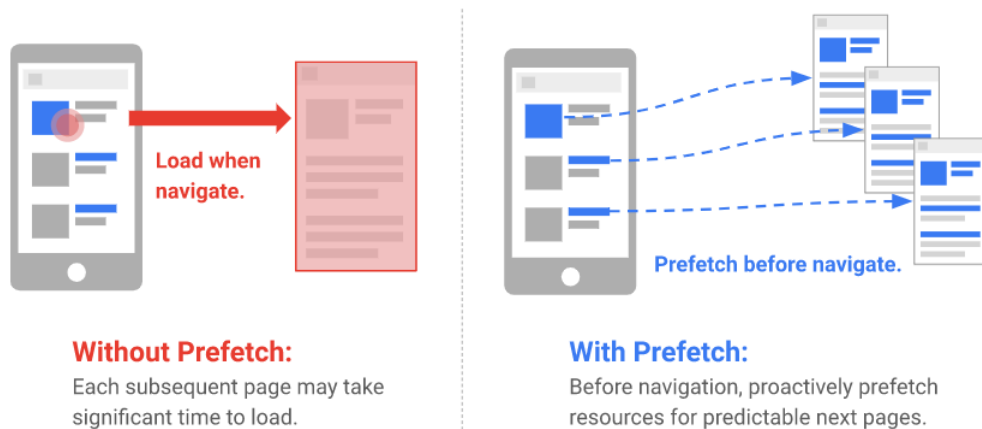 Load when
navigate.
Without Prefetch:
Each subsequent page may take
significant time to load.
Prefetch before navigate.
With Prefetch:
Before navigation, proactively prefetch
resources for predictable next pages.